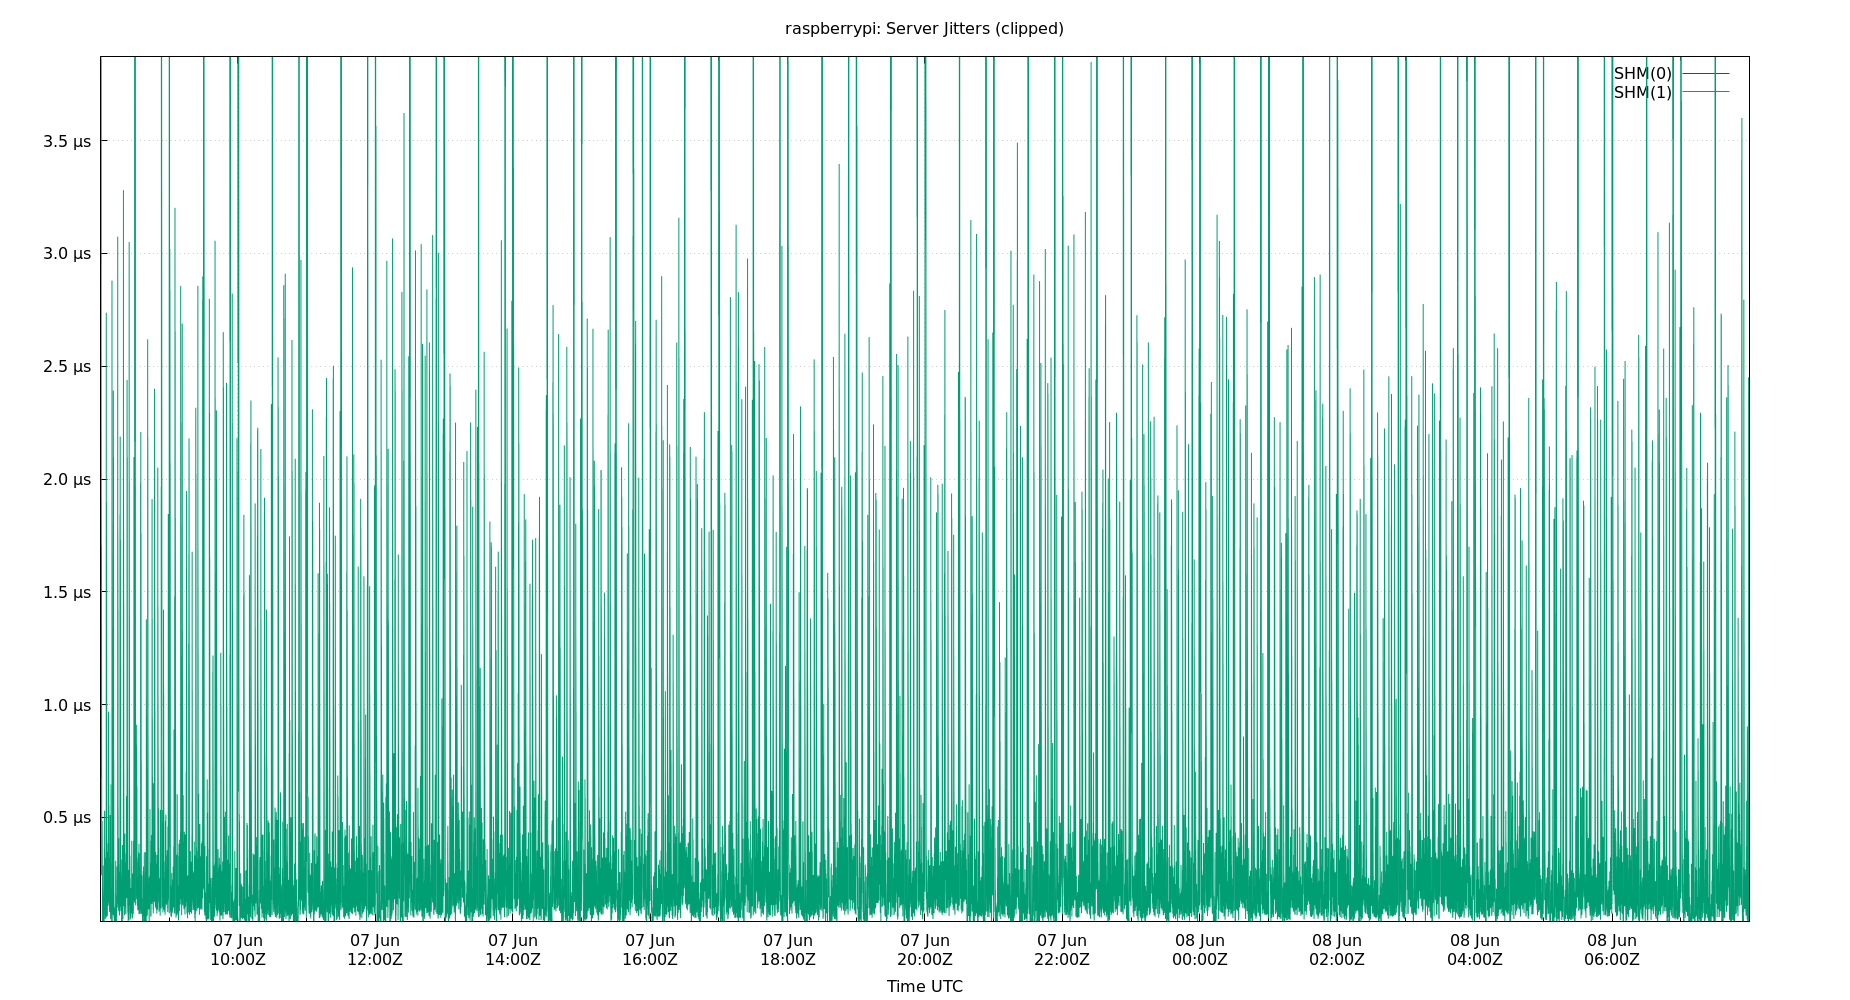 raspberrypi: Server Jitters (clipped)
SHM(0)
SHM(1)
3.5 µs
3.0 µs
2.5 µs
2.0 µs
1.5 µs
1.0 µs
0.5 µs
07 Jun 07 Jun 07 Jun 07 Jun 07 Jun 07 Jun 07 Jun 08 Jun 08 Jun 08 Jun 08 Jun
10:00Z 12:00Z 14:00Z 16:00Z 18:00Z 20:00Z 22:00Z 00:00Z 02:00Z 04:00Z 06:00Z
Time UTC